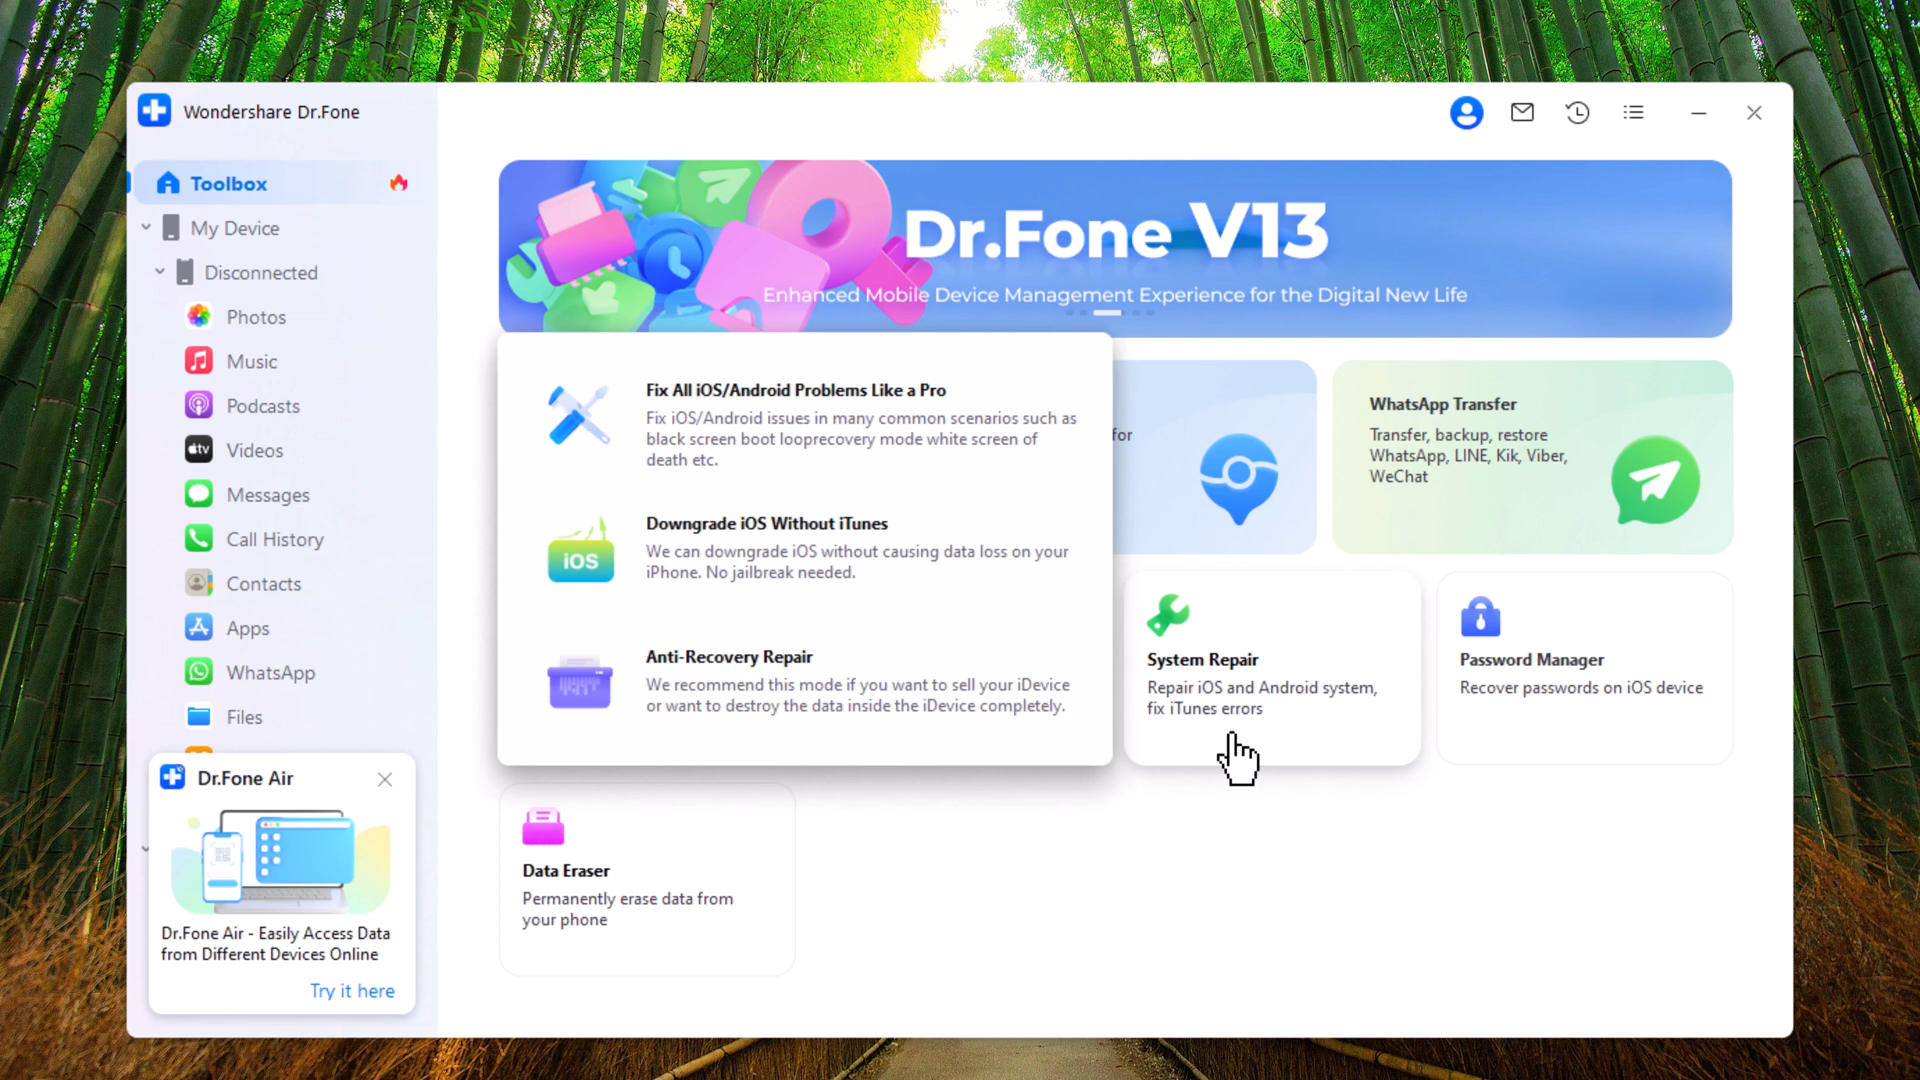 Wondershare Dr.Fone
Toolbox
My Device
Disconnected
Photos
Music
Podcasts
tv
Videos
Messages
Call History
Contacts
Apps
WhatsApp
Files
Dr.Fone Air
Dr.Fone Air - Easily Access Data
from Different Devices Online
Try it here
Dr.Fone V13
Enhanced Mobile Device Management Experience for the Digital New Life
Fix All iOS/Android Problems Like a Pro
Fix iOS/Android issues in many common scenarios such as
black screen boot looprecovery mode white screen of
death etc.
iOS
Downgrade iOS Without iTunes
We can downgrade iOS without causing data loss on your
iPhone. No jailbreak needed.
Anti-Recovery Repair
We recommend this mode if you want to sell your iDevice
or want to destroy the data inside the iDevice completely.
for
WhatsApp Transfer
Transfer, backup, restore
WhatsApp, LINE, Kik, Viber,
WeChat
System Repair
Repair iOS and Android system,
fix iTunes errors
Password Manager
Recover passwords on iOS device
Data Eraser
Permanently erase data from
your phone